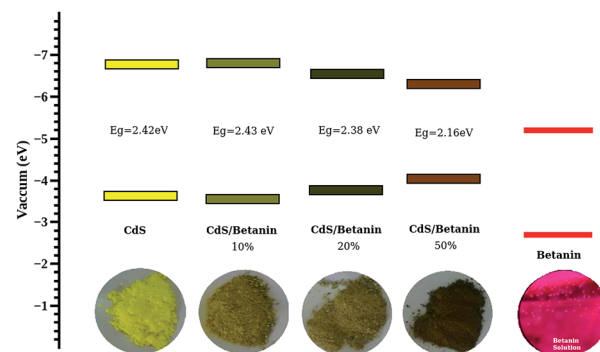 Vaccum (eV)
−7
−6
−5
−4
−3
−2
−1
Eg=2.42eV
Eg=2.43 eV
Eg=2.38 eV
Eg=2.16eV
CdS
CdS/Betanin
10%
CdS/Betanin
20%
CdS/Betanin
50%
Betanin
Betanin
Solution